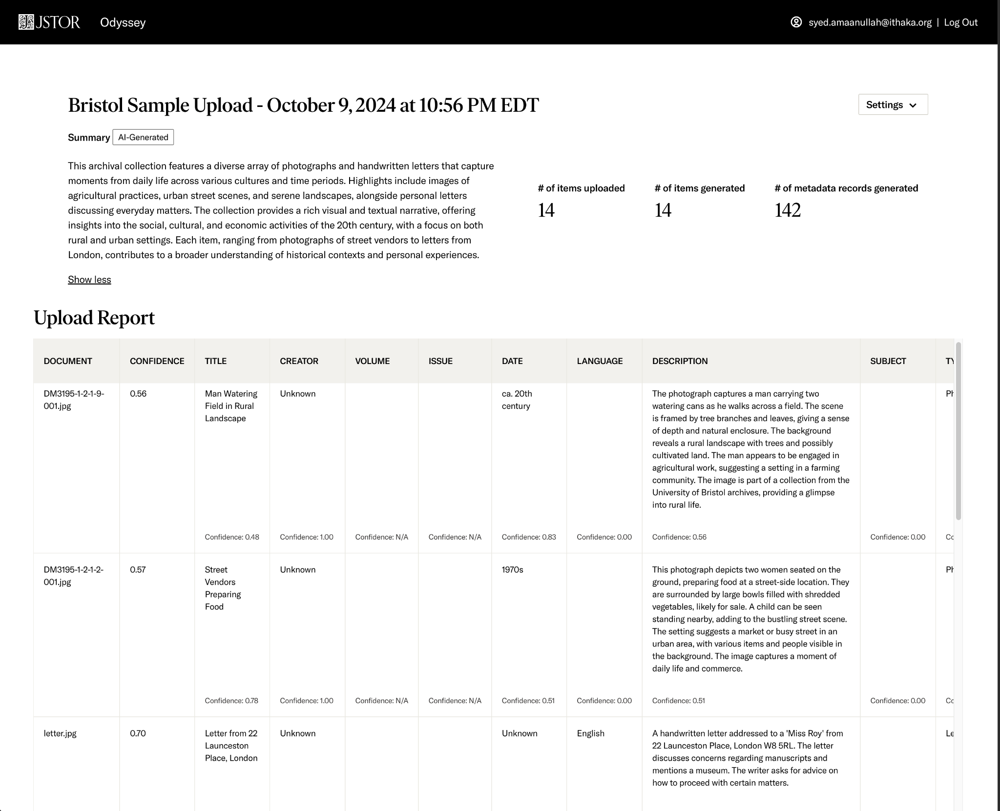 JSTOR Odyssey syed.amaanullah@ithaka.org | Log Out
Bristol Sample Upload - October 9, 2024 at 10:56 PM EDT
Settings
Summary AI-Generated
This archival collection features a diverse array of photographs and handwritten letters that capture
moments from daily life across various cultures and time periods. Highlights include images of
agricultural practices, urban street scenes, and serene landscapes, alongside personal letters
discussing everyday matters. The collection provides a rich visual and textual narrative, offering
insights into the social, cultural, and economic activities of the 20th century, with a focus on both
rural and urban settings. Each item, ranging from photographs of street vendors to letters from
London, contributes to a broader understanding of historical contexts and personal experiences.
Show less
# of items uploaded
14
# of items generated
14
# of metadata records generated
142
Upload Report
DOCUMENT CONFIDENCE TITLE CREATOR VOLUME ISSUE DATE LANGUAGE DESCRIPTION SUBJECT TY
DM3195-1-2-1-9-
001.jpg
0.56
Man Watering
Field in Rural
Landscape
Confidence: 0.48
Unknown
Confidence: 1.00
Confidence: N/A
Confidence: N/A
ca. 20th
century
Confidence: 0.83
Confidence: 0.00
The photograph captures a man carrying two
watering cans as he walks across a field. The scene
is framed by tree branches and leaves, giving a sense
of depth and natural enclosure. The background
reveals a rural landscape with trees and possibly
cultivated land. The man appears to be engaged in
agricultural work, suggesting a setting in a farming
community. The image is part of a collection from the
University of Bristol archives, providing a glimpse
into rural life.
Confidence: 0.56
Confidence: 0.00
Ph
Co
DM3195-1-2-1-2-
001.jpg
0.57
Street
Vendors
Preparing
Food
Confidence: 0.78
Unknown
Confidence: 1.00
Confidence: N/A
Confidence: N/A
1970s
Confidence: 0.51
Confidence: 0.00
This photograph depicts two women seated on the
ground, preparing food at a street-side location. They
are surrounded by large bowls filled with shredded
vegetables, likely for sale. A child can be seen
standing nearby, adding to the bustling street scene.
The setting suggests a market or busy street in an
urban area, with various items and people visible in
the background. The image captures a moment of
daily life and commerce.
Confidence: 0.51
Confidence: 0.00
Ph
Co
letter.jpg
0.70
Letter from 22
Launceston
Place, London
Unknown
Unknown
English
A handwritten letter addressed to a 'Miss Roy' from
22 Launceston Place, London W8 5RL. The letter
discusses concerns regarding manuscripts and
mentions a museum. The writer asks for advice on
how to proceed with certain matters.
Le